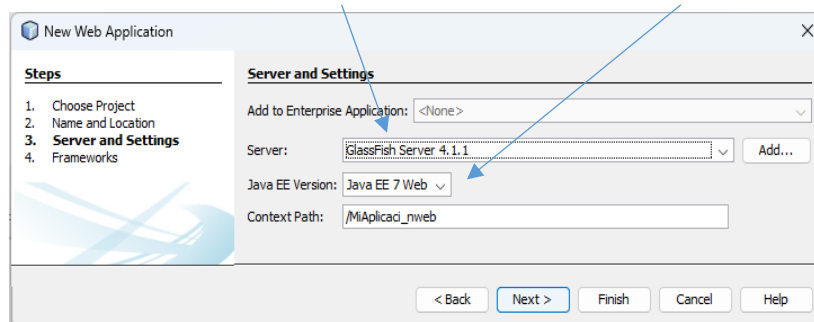 New Web Application
Steps
1. Choose Project
2. Name and Location
3. Server and Settings
4. Frameworks
Server and Settings
Add to Enterprise Application: <None>
Server: GlassFish Server 4.1.1 Add...
Java EE Version: Java EE 7 Web
Context Path: /MiAplicaci_nweb
< Back Next > Finish Cancel Help